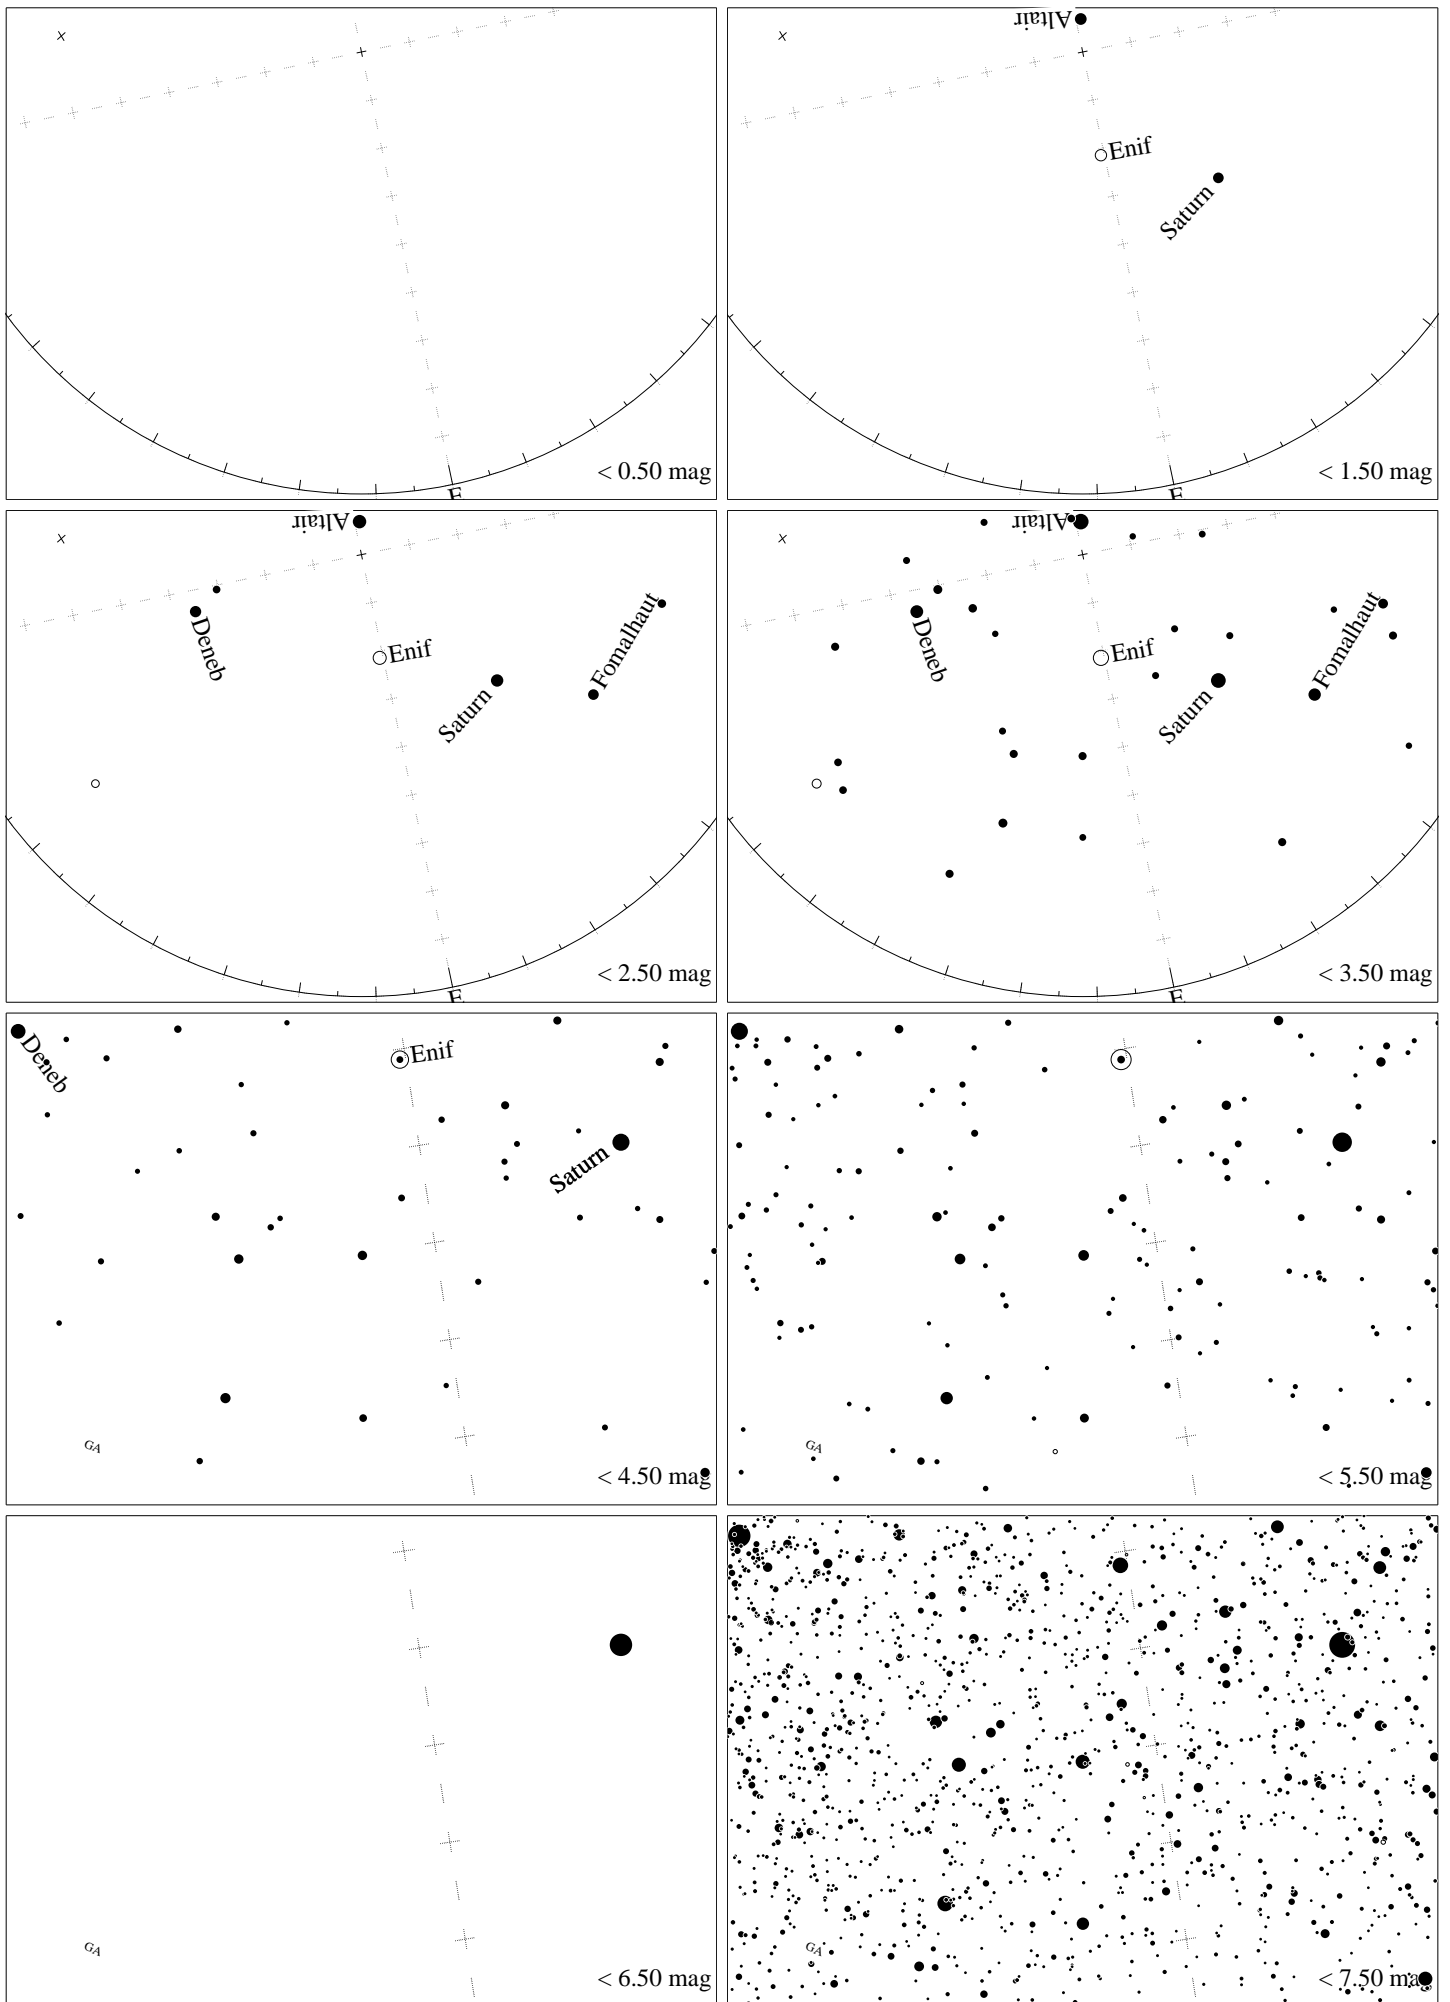 x
E
< 0.50 mag
x
Altair
Enif
Saturn
E
< 1.50 mag
x
Altair
Deneb
Enif
Fomalhaut
Saturn
E
< 2.50 mag
Altair
Deneb
Enif
Fomalhaut
Saturn
E
< 3.50 mag
Deneb
Enif
Saturn
GA
< 4.50 mag
GA
< 5.50 mag
GA
< 6.50 mag
GA
< 7.50 mag